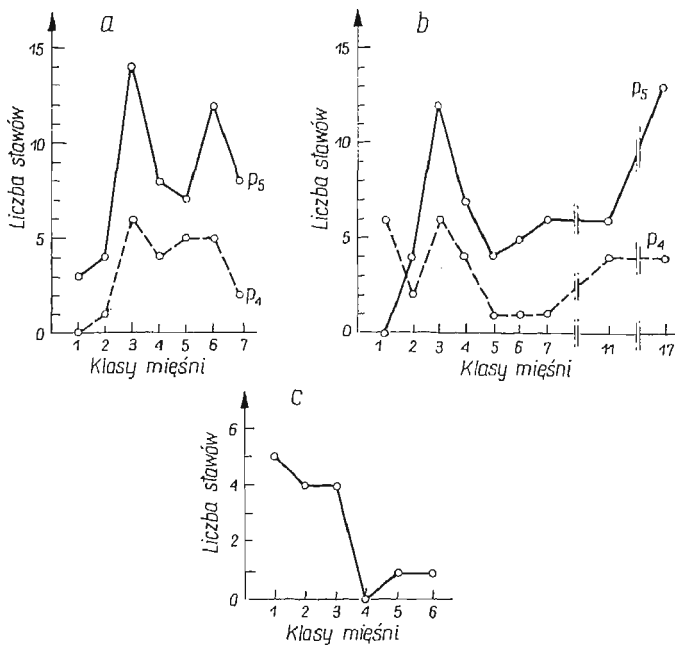 a
15
10
5
0
Liczba stawów
p5
p4
1 2 3 4 5 6 7
Klasy mięśni
b
15
10
5
0
Liczba stawów
p5
p4
1 2 3 4 5 6 7 11 17
Klasy mięśni
c
6
4
2
0
Liczba stawów
1 2 3 4 5 6
Klasy mięśni